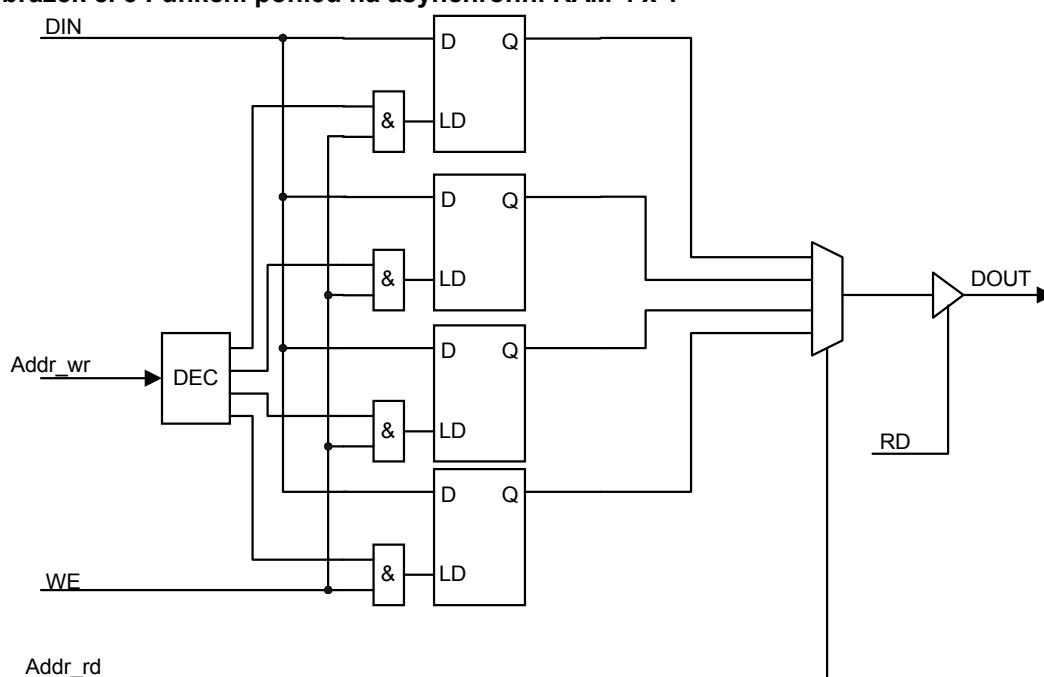 DIN
D Q
& LD
D Q
& LD
Addr_wr
DEC
D Q
& LD
DOUT
RD
D Q
& LD
WE
Addr_rd